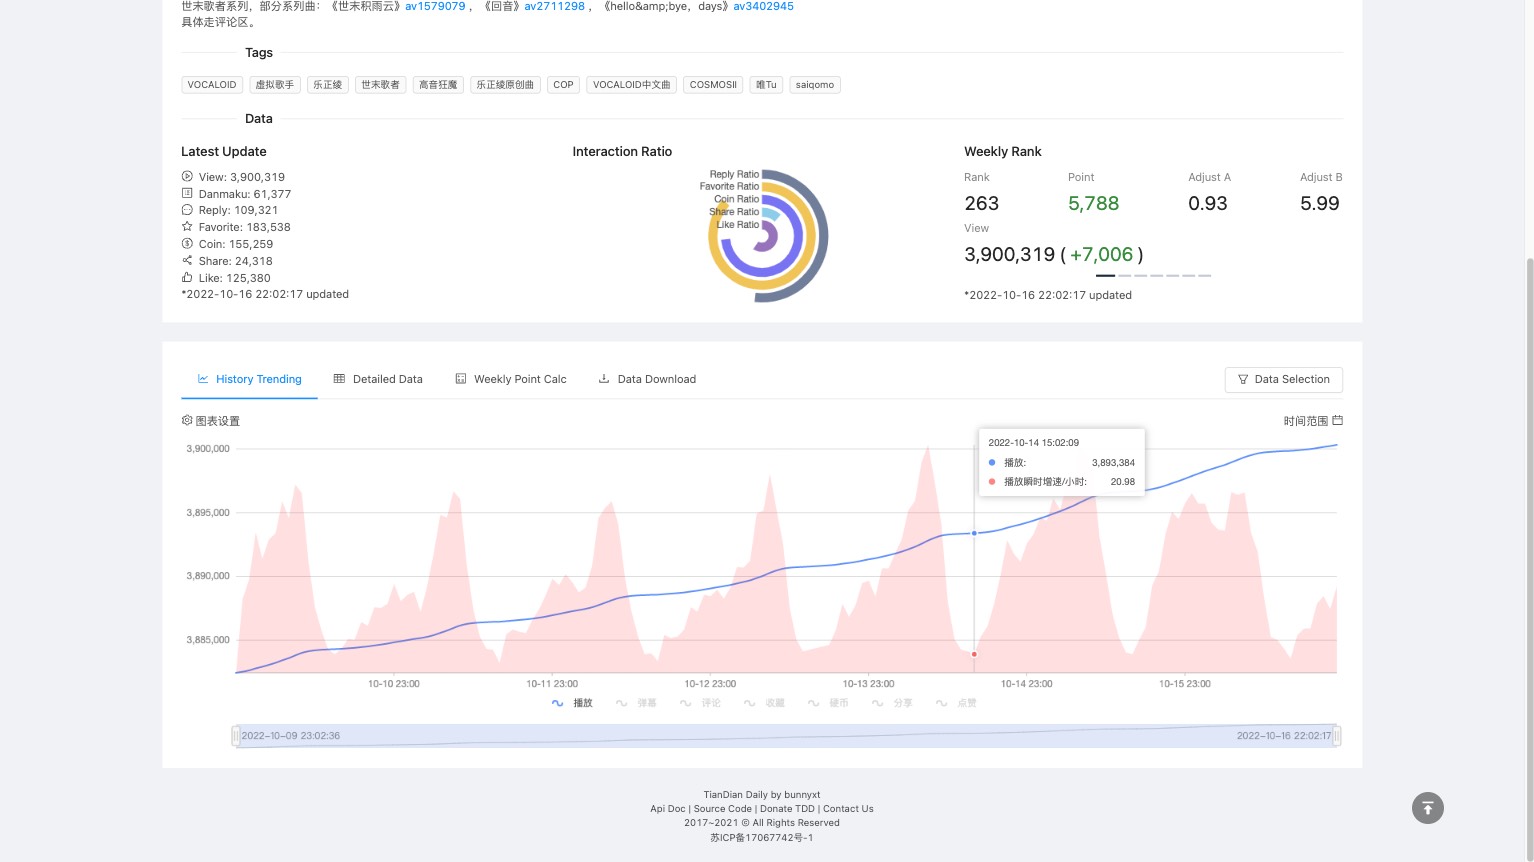 世末歌者系列，部分系列曲：《世末积雨云》av1579079 ，《回音》av2711298 ，《hello&amp;bye，days》av3402945
具体走评论区。
Tags
VOCALOID 虚拟歌手 乐正绫 世末歌者 高音狂魔 乐正绫原创曲 COP VOCALOID中文曲 COSMOSII 唯Tu saiqomo
Data
Latest Update
View: 3,900,319
Danmaku: 61,377
Reply: 109,321
Favorite: 183,538
Coin: 155,259
Share: 24,318
Like: 125,380
*2022-10-16 22:02:17 updated
Interaction Ratio
Reply Ratio
Favorite Ratio
Coin Ratio
Share Ratio
Like Ratio
Weekly Rank
Rank Point Adjust A Adjust B
263 5,788 0.93 5.99
View
3,900,319 ( +7,006 )
*2022-10-16 22:02:17 updated
History Trending Detailed Data Weekly Point Calc Data Download Data Selection
图表设置 时间范围
3,900,000
3,895,000
3,890,000
3,885,000
2022-10-14 15:02:09
播放: 3,893,384
播放瞬时增速/小时: 20.98
10-10 23:00 10-11 23:00 10-12 23:00 10-13 23:00 10-14 23:00 10-15 23:00
播放 弹幕 评论 收藏 硬币 分享 点赞
2022-10-09 23:02:36 2022-10-16 22:02:17
TianDian Daily by bunnyxt
Api Doc | Source Code | Donate TDD | Contact Us
2017~2021 © All Rights Reserved
苏ICP备17067742号-1